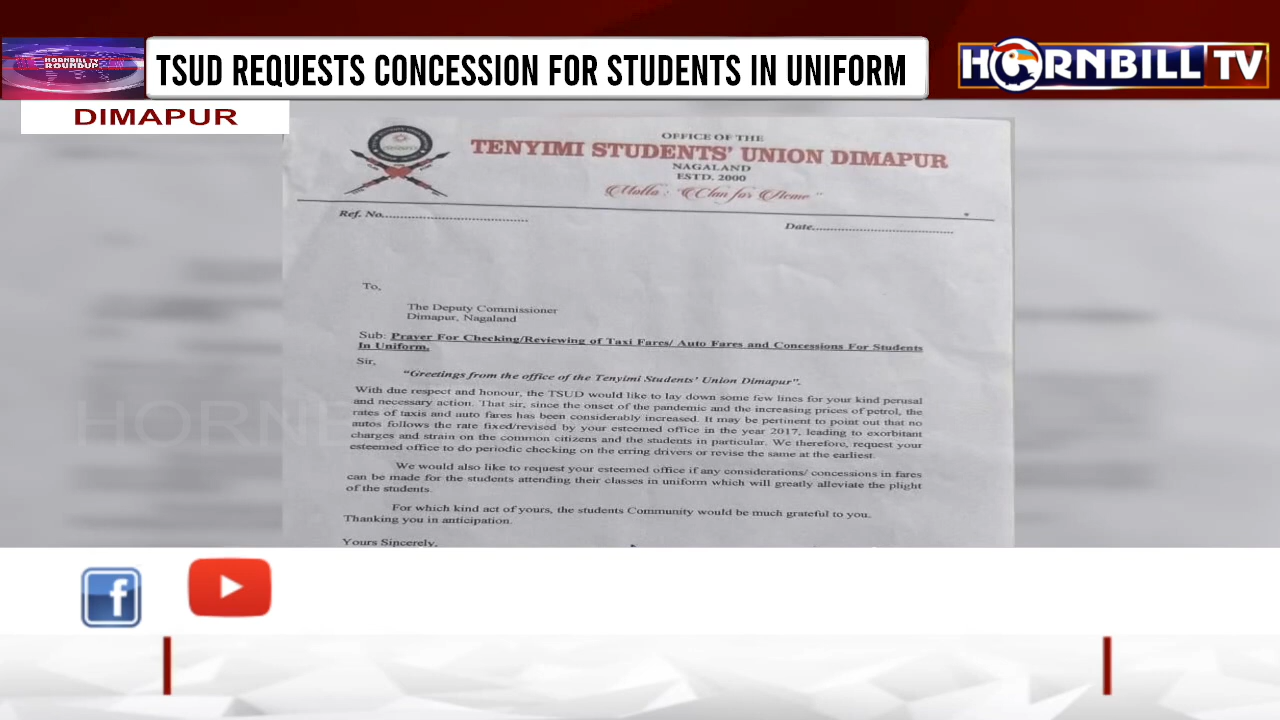 HORNBILL TV
ROUNDUP
TSUD REQUESTS CONCESSION FOR STUDENTS IN UNIFORM
HORNBILL TV
DIMAPUR
OFFICE OF THE
TENYIMI STUDENTS' UNION DIMAPUR
NAGALAND
ESTD. 2000
Motto : "Clan for Acme"
Ref. No.
Date
To,
The Deputy Commissioner
Dimapur, Nagaland
Sub: Prayer For Checking/Reviewing of Taxi Fares/ Auto Fares and Concessions For Students
In Uniform.
Sir,
"Greetings from the office of the Tenyimi Students' Union Dimapur".
With due respect and honour, the TSUD would like to lay down some few lines for your kind perusal
and necessary action. That sir, since the onset of the pandemic and the increasing prices of petrol, the
rates of taxis and auto fares has been considerably increased. It may be pertinent to point out that no
autos follows the rate fixed/revised by your esteemed office in the year 2017, leading to exorbitant
charges and strain on the common citizens and the students in particular. We therefore, request your
esteemed office to do periodic checking on the erring drivers or revise the same at the earliest.
We would also like to request your esteemed office if any considerations/ concessions in fares
can be made for the students attending their classes in uniform which will greatly alleviate the plight
of the students.
For which kind act of yours, the students Community would be much grateful to you.
Thanking you in anticipation.
Yours Sincerely,